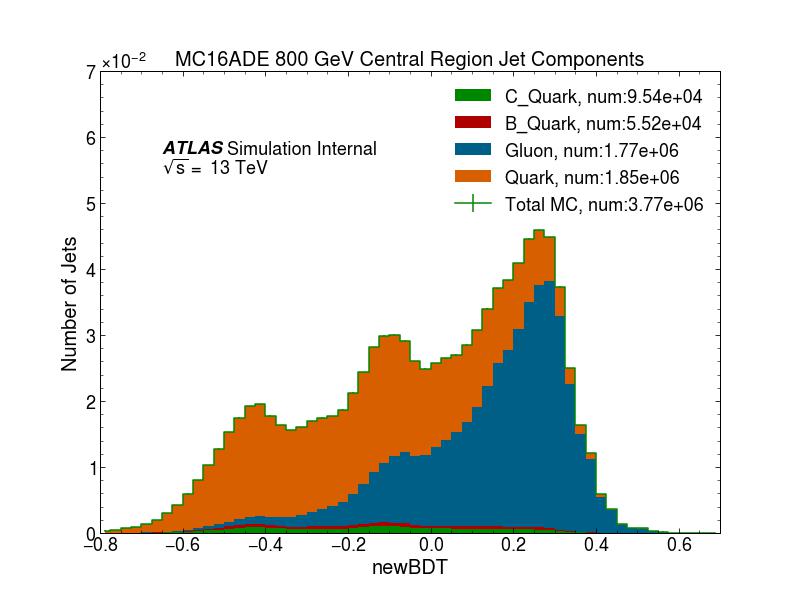 ×10⁻²
MC16ADE 800 GeV Central Region Jet Components
C_Quark, num:9.54e+04
B_Quark, num:5.52e+04
Gluon, num:1.77e+06
Quark, num:1.85e+06
Total MC, num:3.77e+06
ATLAS Simulation Internal
√s = 13 TeV
Number of Jets
7
6
5
4
3
2
1
0
−0.8 −0.6 −0.4 −0.2 0.0 0.2 0.4 0.6
newBDT